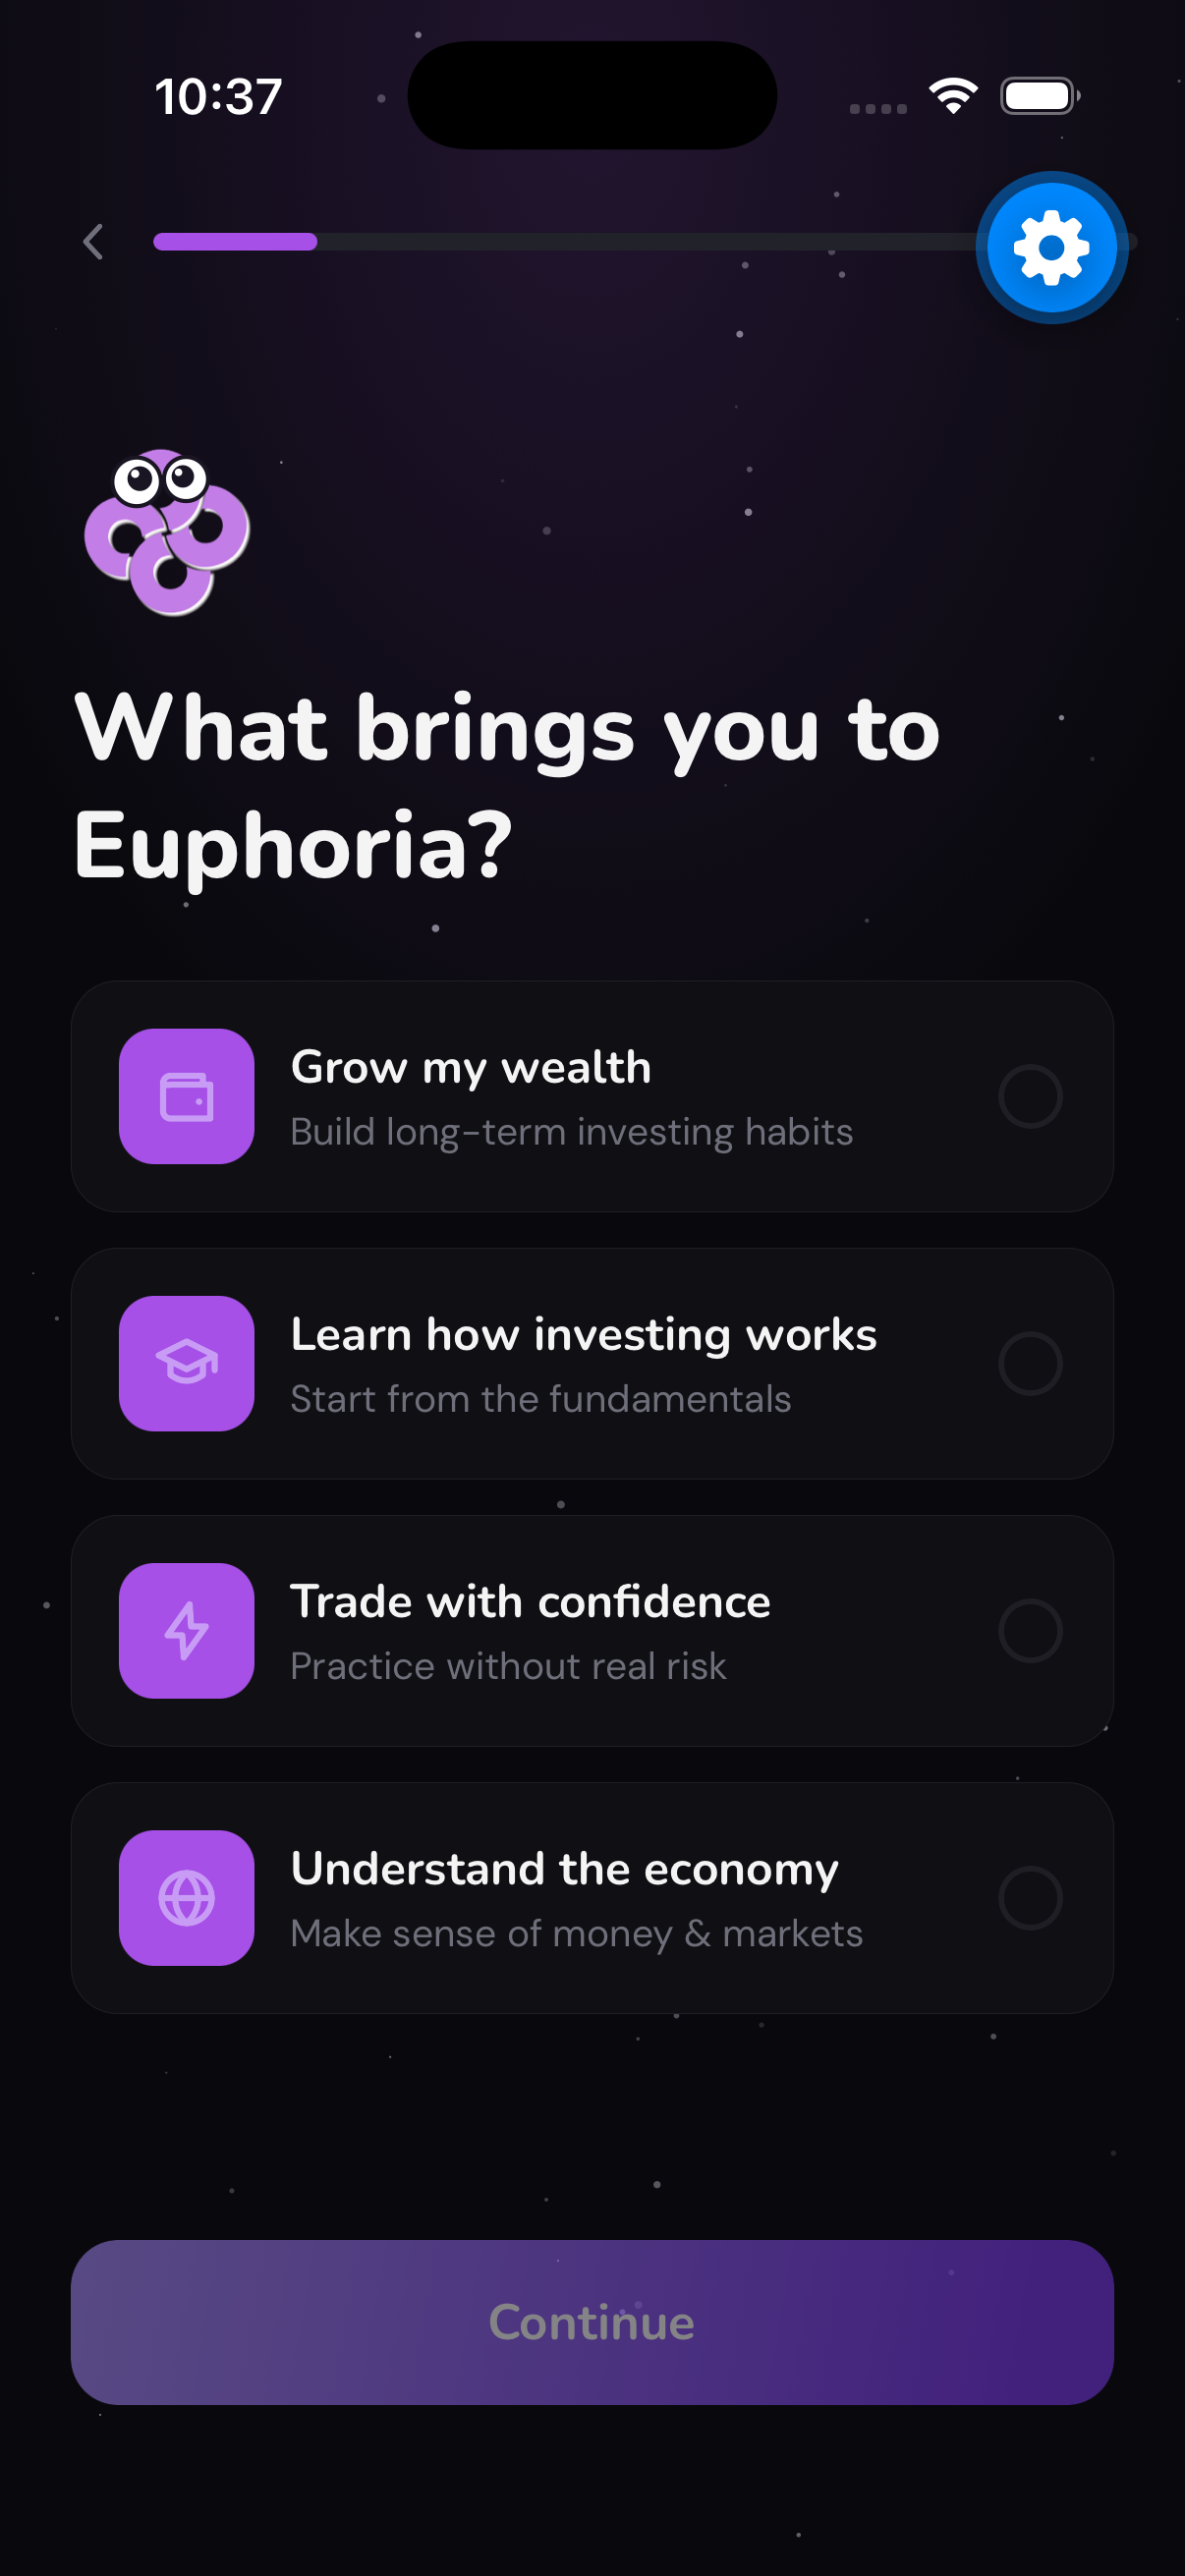 10:37
What brings you to
Euphoria?
Grow my wealth
Build long-term investing habits
Learn how investing works
Start from the fundamentals
Trade with confidence
Practice without real risk
Understand the economy
Make sense of money & markets
Continue